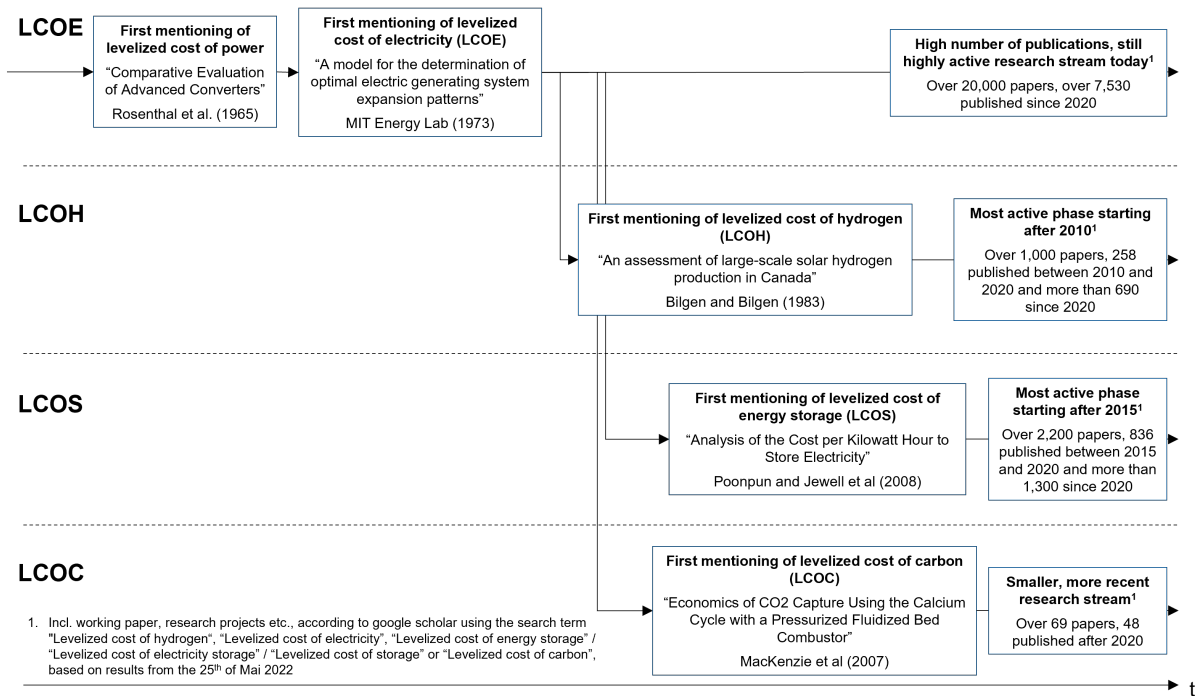 LCOE
First mentioning of
levelized cost of power
“Comparative Evaluation
of Advanced Converters”
Rosenthal et al. (1965)
First mentioning of levelized
cost of electricity (LCOE)
“A model for the determination of
optimal electric generating system
expansion patterns”
MIT Energy Lab (1973)
High number of publications, still
highly active research stream today¹
Over 20,000 papers, over 7,530
published since 2020
LCOH
First mentioning of levelized cost of hydrogen
(LCOH)
“An assessment of large-scale solar hydrogen
production in Canada”
Bilgen and Bilgen (1983)
Most active phase starting
after 2010¹
Over 1,000 papers, 258
published between 2010 and
2020 and more than 690
since 2020
LCOS
First mentioning of levelized cost of
energy storage (LCOS)
“Analysis of the Cost per Kilowatt Hour to
Store Electricity”
Poonpun and Jewell et al (2008)
Most active phase
starting after 2015¹
Over 2,200 papers, 836
published between 2015
and 2020 and more than
1,300 since 2020
LCOC
First mentioning of levelized cost of carbon
(LCOC)
“Economics of CO2 Capture Using the Calcium
Cycle with a Pressurized Fluidized Bed
Combustor”
MacKenzie et al (2007)
Smaller, more recent
research stream¹
Over 69 papers, 48
published after 2020
1. Incl. working paper, research projects etc., according to google scholar using the search term
"Levelized cost of hydrogen“, “Levelized cost of electricity”, “Levelized cost of energy storage” /
“Levelized cost of electricity storage” / “Levelized cost of storage” or “Levelized cost of carbon”,
based on results from the 25th of Mai 2022
t